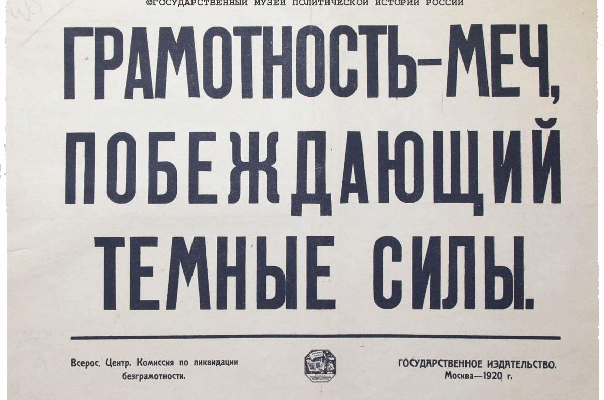 ©ГОСУДАРСТВЕННЫЙ МУЗЕЙ ПОЛИТИЧЕСКОЙ ИСТОРИИ РОССИИ
ГРАМОТНОСТЬ-МЕЧ,
ПОБЕЖДАЮЩИЙ
ТЕМНЫЕ СИЛЫ.
Всерос. Центр. Комиссия по ликвидации
безграмотности.
ГОСУДАРСТВЕННОЕ ИЗДАТЕЛЬСТВО.
Москва—1920 г.